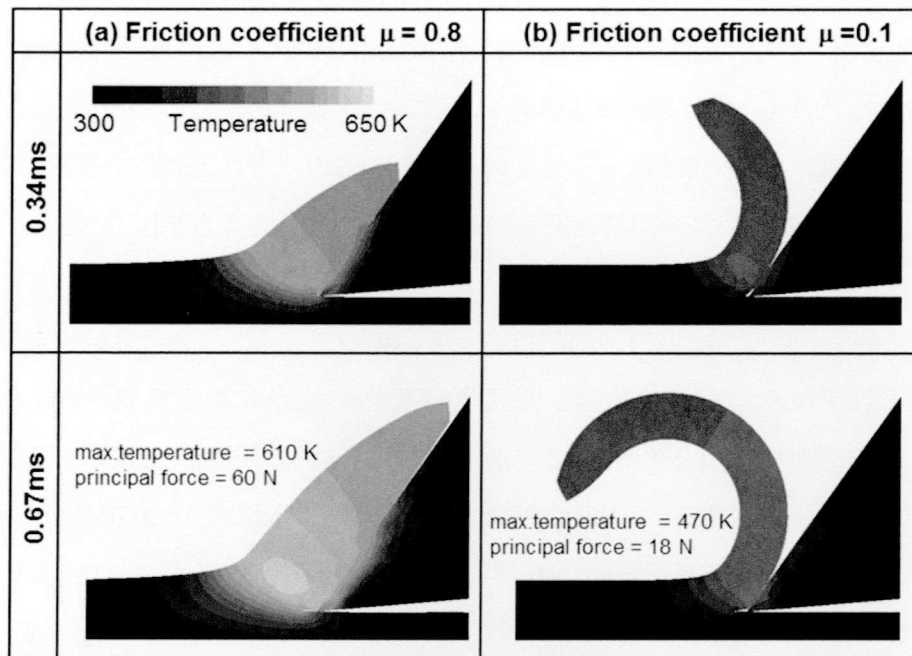 (a) Friction coefficient μ = 0.8
(b) Friction coefficient μ =0.1
0.34ms
300 Temperature 650 K
0.67ms
max.temperature = 610 K
principal force = 60 N
max.temperature = 470 K
principal force = 18 N